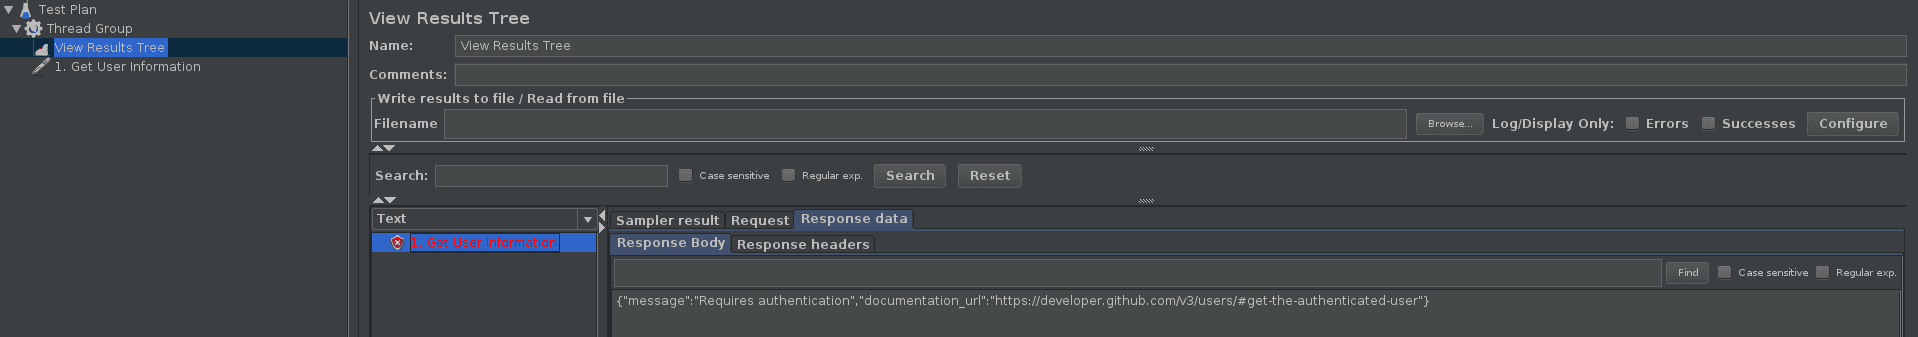 Test Plan
Thread Group
View Results Tree
1. Get User Information
View Results Tree
Name: View Results Tree
Comments:
Write results to file / Read from file
Filename Browse... Log/Display Only: Errors Successes Configure
Search: Case sensitive Regular exp. Search Reset
Text
1. Get User Information
Sampler result Request Response data
Response Body Response headers
Find Case sensitive Regular exp.
{"message":"Requires authentication","documentation_url":"https://developer.github.com/v3/users/#get-the-authenticated-user"}